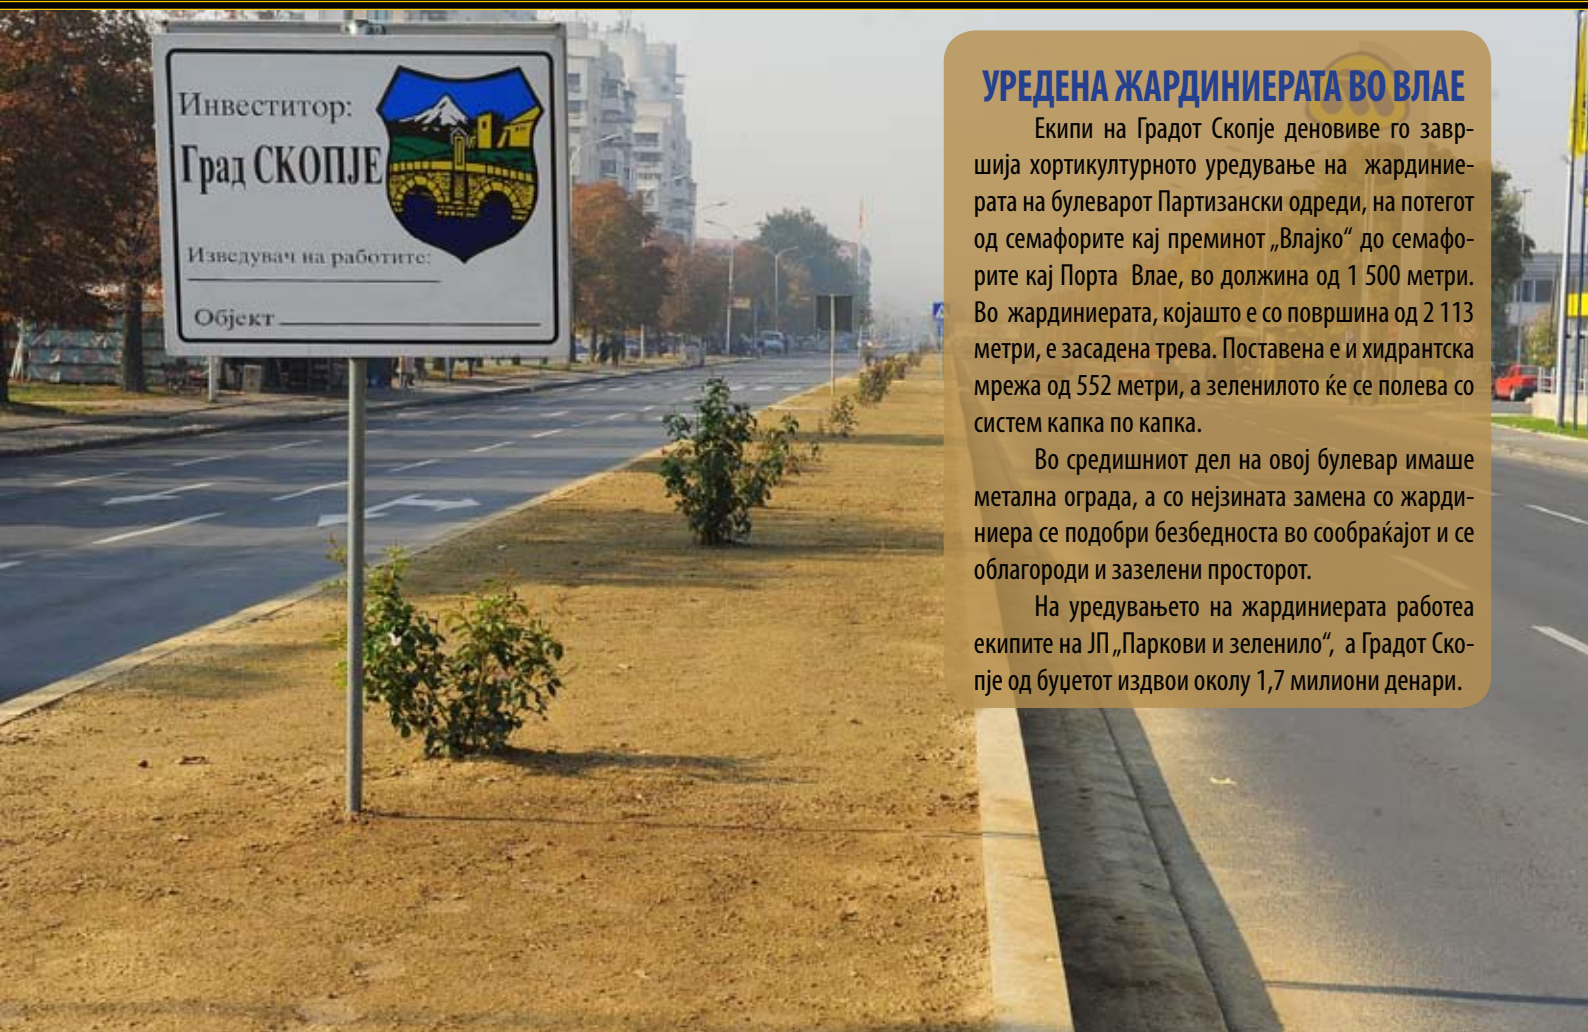 Инвеститор:
Град СКОПЈЕ
Изведувач на работите:
Објект
УРЕДЕНА ЖАРДИНИЕРАТА ВО ВЛАЕ
Екипи на Градот Скопје деновиве го завр-
шија хортикултурното уредување на жардиние-
рата на булеварот Партизански одреди, на потегот
од семафорите кај преминот „Влајко“ до семафо-
рите кај Порта Влае, во должина од 1 500 метри.
Во жардиниерата, којашто е со површина од 2 113
метри, е засадена трева. Поставена е и хидрантска
мрежа од 552 метри, а зеленилото ќе се полева со
систем капка по капка.
Во средишниот дел на овој булевар имаше
метална ограда, а со нејзината замена со жарди-
ниера се подобри безбедноста во сообраќајот и се
облагороди и зазелени просторот.
На уредувањето на жардиниерата работеа
екипите на ЈП „Паркови и зеленило“, а Градот Ско-
пје од буџетот издвои околу 1,7 милиони денари.